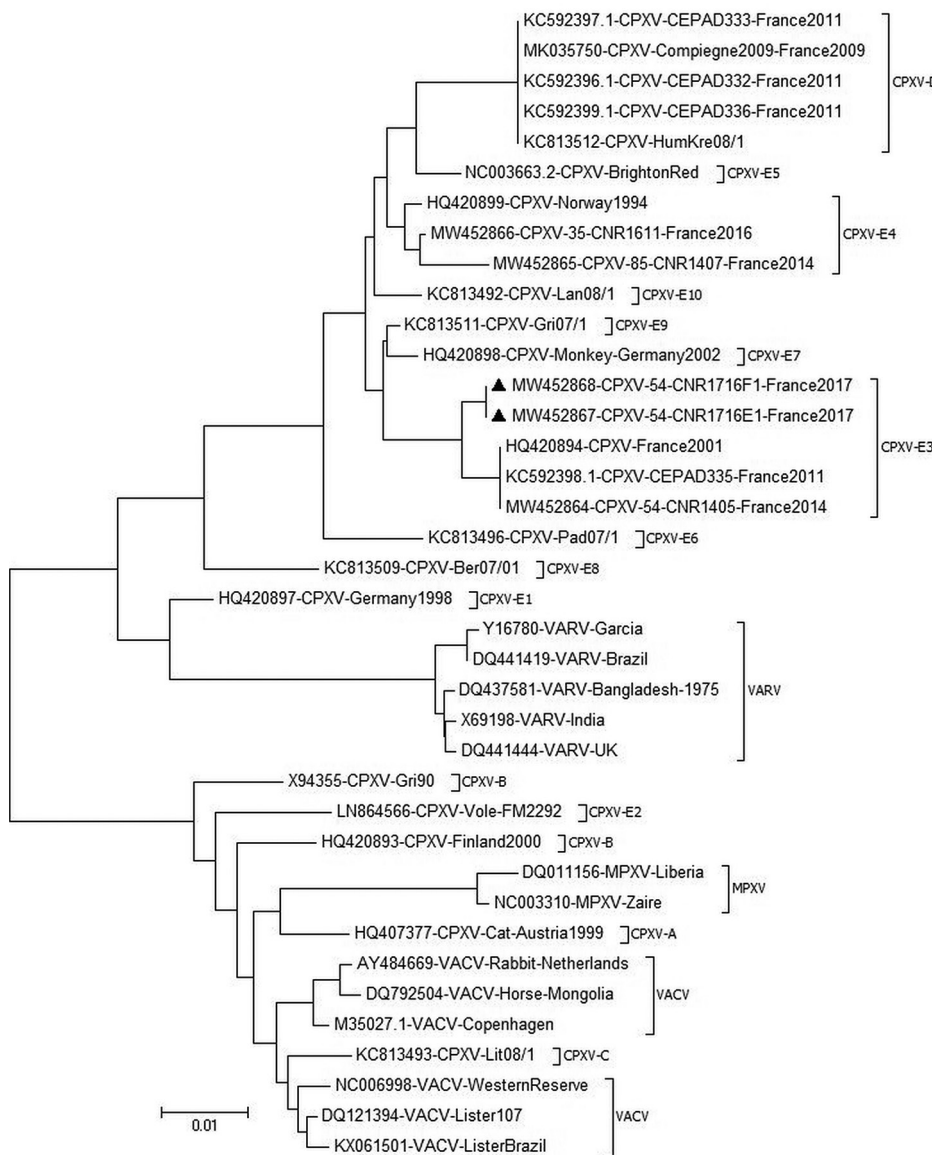 KC592397.1-CPXV-CEPAD333-France2011
MK035750-CPXV-Compiegne2009-France2009
KC592396.1-CPXV-CEPAD332-France2011
CPXV-D
KC592399.1-CPXV-CEPAD336-France2011
KC813512-CPXV-HumKre08/1
NC003663.2-CPXV-BrightonRed CPXV-E5
HQ420899-CPXV-Norway1994
MW452866-CPXV-35-CNR1611-France2016
CPXV-E4
MW452865-CPXV-85-CNR1407-France2014
KC813492-CPXV-Lan08/1 CPXV-E10
KC813511-CPXV-Gri07/1 CPXV-E9
HQ420898-CPXV-Monkey-Germany2002 CPXV-E7
MW452868-CPXV-54-CNR1716F1-France2017
MW452867-CPXV-54-CNR1716E1-France2017
HQ420894-CPXV-France2001
CPXV-E3
KC592398.1-CPXV-CEPAD335-France2011
MW452864-CPXV-54-CNR1405-France2014
KC813496-CPXV-Pad07/1 CPXV-E6
KC813509-CPXV-Ber07/01 CPXV-E8
HQ420897-CPXV-Germany1998 CPXV-E1
Y16780-VARV-Garcia
DQ441419-VARV-Brazil
DQ437581-VARV-Bangladesh-1975
VARV
X69198-VARV-India
DQ441444-VARV-UK
X94355-CPXV-Gri90 CPXV-B
LN864566-CPXV-Vole-FM2292 CPXV-E2
HQ420893-CPXV-Finland2000 CPXV-B
DQ011156-MPXV-Liberia
MPXV
NC003310-MPXV-Zaire
HQ407377-CPXV-Cat-Austria1999 CPXV-A
AY484669-VACV-Rabbit-Netherlands
DQ792504-VACV-Horse-Mongolia
VACV
M35027.1-VACV-Copenhagen
KC813493-CPXV-Lit08/1 CPXV-C
NC006998-VACV-WesternReserve
DQ121394-VACV-Lister107
VACV
KX061501-VACV-ListerBrazil
0.01